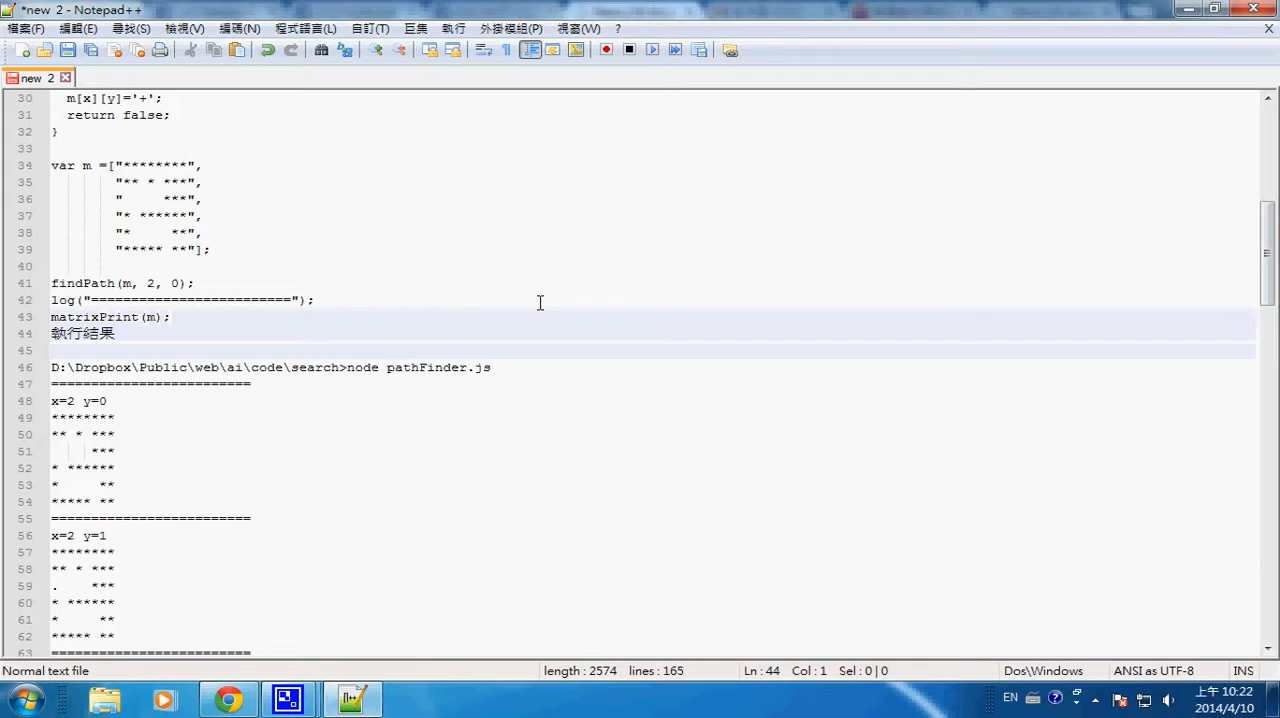 *new  2 - Notepad++
檔案(F)  編輯(E)  尋找(S)  檢視(V)  編碼(N)  程式語言(L)  自訂(T)  巨集  執行  外掛模組(P)  視窗(W)  ?  X
new  2
30    m[x][y]='+';
31    return false;
32  }
33
34  var m =["********",
35          "** * ***",
36          "     ***",
37          "* ******",
38          "*     **",
39          "***** **"];
40
41  findPath(m, 2, 0);
42  log("=========================");
43  matrixPrint(m);
44  執行結果
45
46  D:\Dropbox\Public\web\ai\code\search>node pathFinder.js
47  =========================
48  x=2 y=0
49  ********
50  ** * ***
51       ***
52  * ******
53  *     **
54  ***** **
55  =========================
56  x=2 y=1
57  ********
58  ** * ***
59  .    ***
60  * ******
61  *     **
62  ***** **
63  =========================
Normal text file  length : 2574  lines : 165  Ln : 44  Col : 1  Sel : 0 | 0  Dos\Windows  ANSI as UTF-8  INS
EN  上午 10:22
2014/4/10